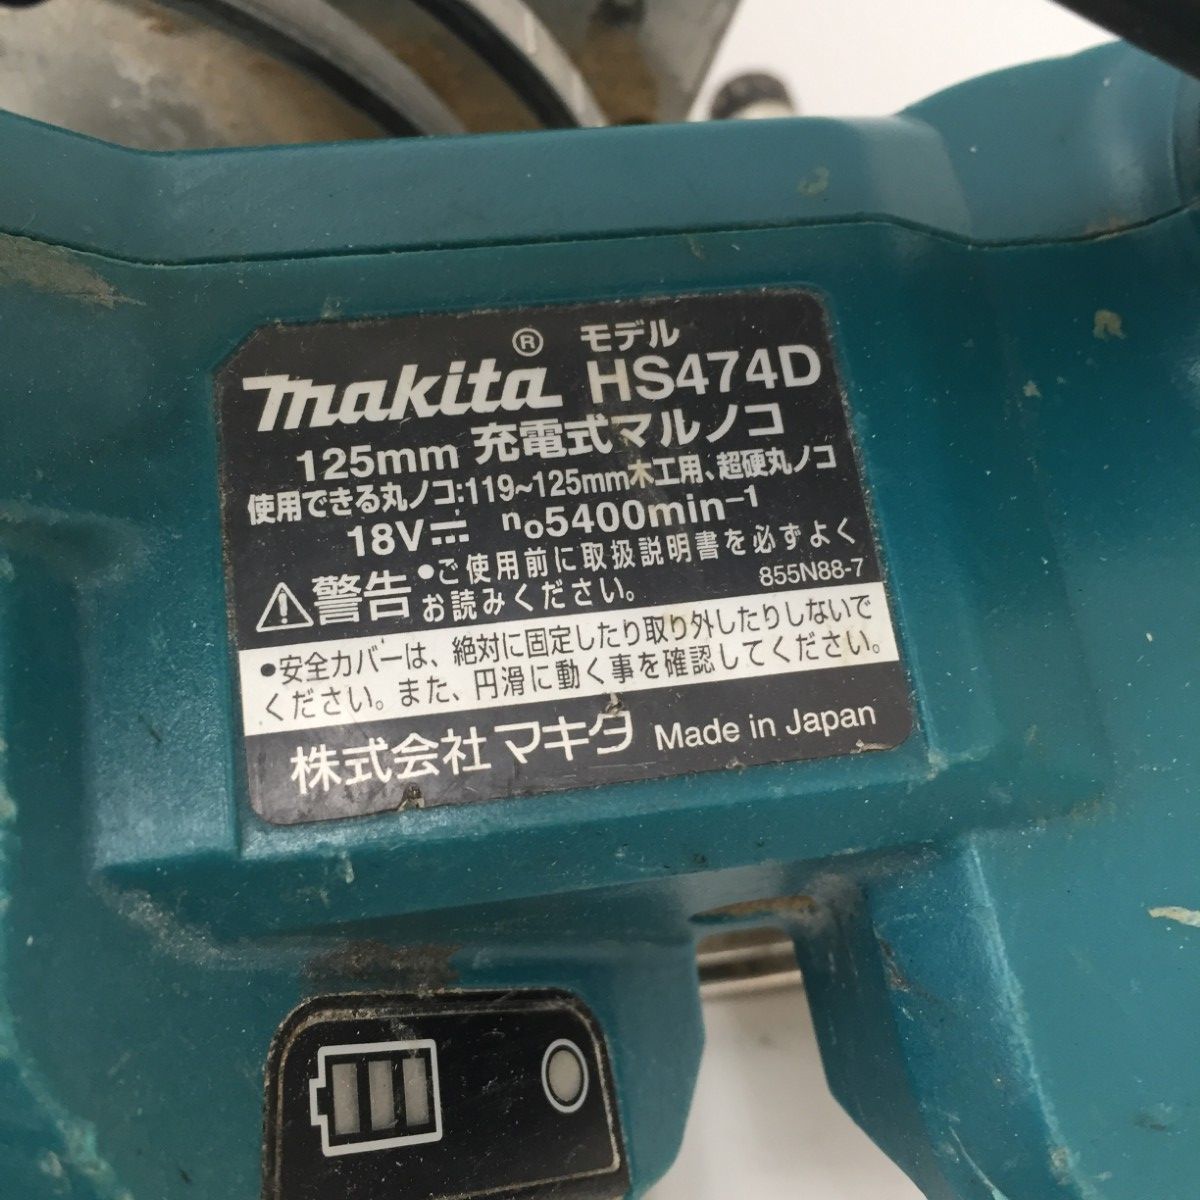 makita® モデル HS474D
125mm 充電式マルノコ
使用できる丸ノコ:119~125mm木工用、超硬丸ノコ
18V⎓ n₀5400min⁻¹
⚠警告 •ご使用前に取扱説明書を必ずよく
お読みください。 855N88-7
•安全カバーは、絶対に固定したり取り外したりしないで
ください。また、円滑に動く事を確認してください。
株式会社マキタ Made in Japan